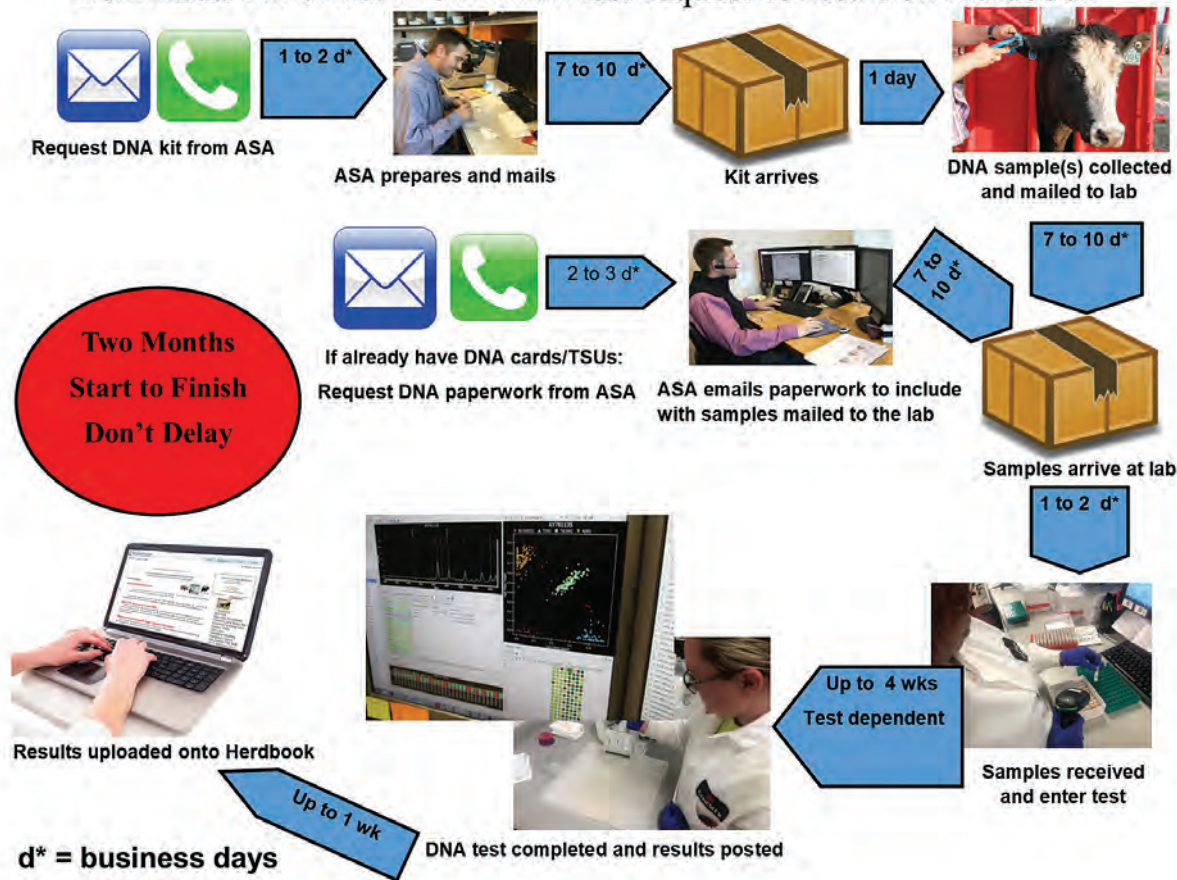 1 to 2 d*
7 to 10 d*
1 day
Request DNA kit from ASA
ASA prepares and mails
Kit arrives
DNA sample(s) collected
and mailed to lab
2 to 3 d*
7 to
10 d*
7 to 10 d*
If already have DNA cards/TSUs:
Request DNA paperwork from ASA
ASA emails paperwork to include
with samples mailed to the lab
Samples arrive at lab
Two Months
Start to Finish
Don't Delay
1 to 2 d*
Up to 4 wks
Test dependent
Samples received
and enter test
DNA test completed and results posted
Up to 1 wk
Results uploaded onto Herdbook
d* = business days